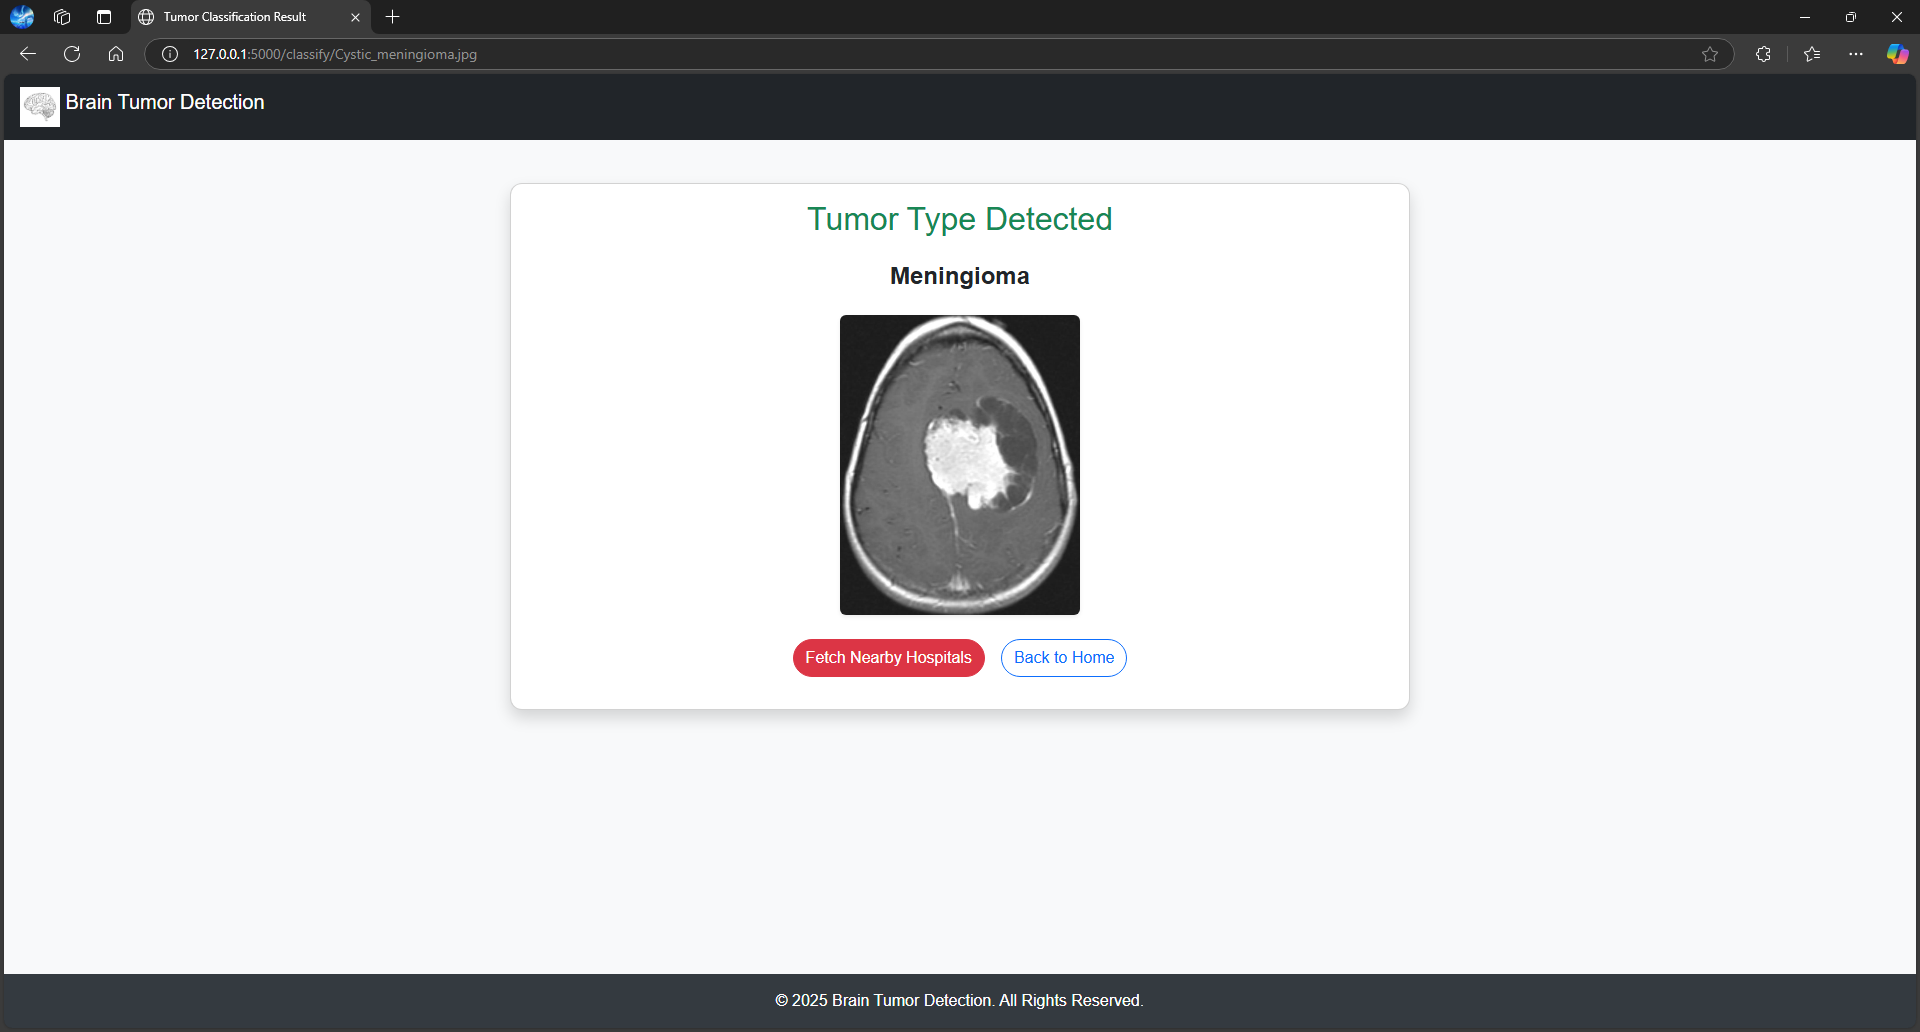 Tumor Classification Result
127.0.0.1:5000/classify/Cystic_meningioma.jpg
Brain Tumor Detection
Tumor Type Detected
Meningioma
Fetch Nearby Hospitals
Back to Home
© 2025 Brain Tumor Detection. All Rights Reserved.